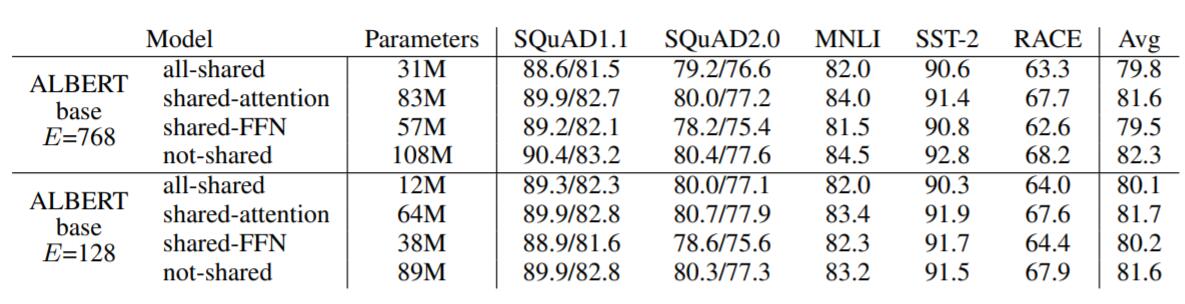 Model Parameters SQuAD1.1 SQuAD2.0 MNLI SST-2 RACE Avg
ALBERT base E=768
all-shared 31M 88.6/81.5 79.2/76.6 82.0 90.6 63.3 79.8
shared-attention 83M 89.9/82.7 80.0/77.2 84.0 91.4 67.7 81.6
shared-FFN 57M 89.2/82.1 78.2/75.4 81.5 90.8 62.6 79.5
not-shared 108M 90.4/83.2 80.4/77.6 84.5 92.8 68.2 82.3
ALBERT base E=128
all-shared 12M 89.3/82.3 80.0/77.1 82.0 90.3 64.0 80.1
shared-attention 64M 89.9/82.8 80.7/77.9 83.4 91.9 67.6 81.7
shared-FFN 38M 88.9/81.6 78.6/75.6 82.3 91.7 64.4 80.2
not-shared 89M 89.9/82.8 80.3/77.3 83.2 91.5 67.9 81.6